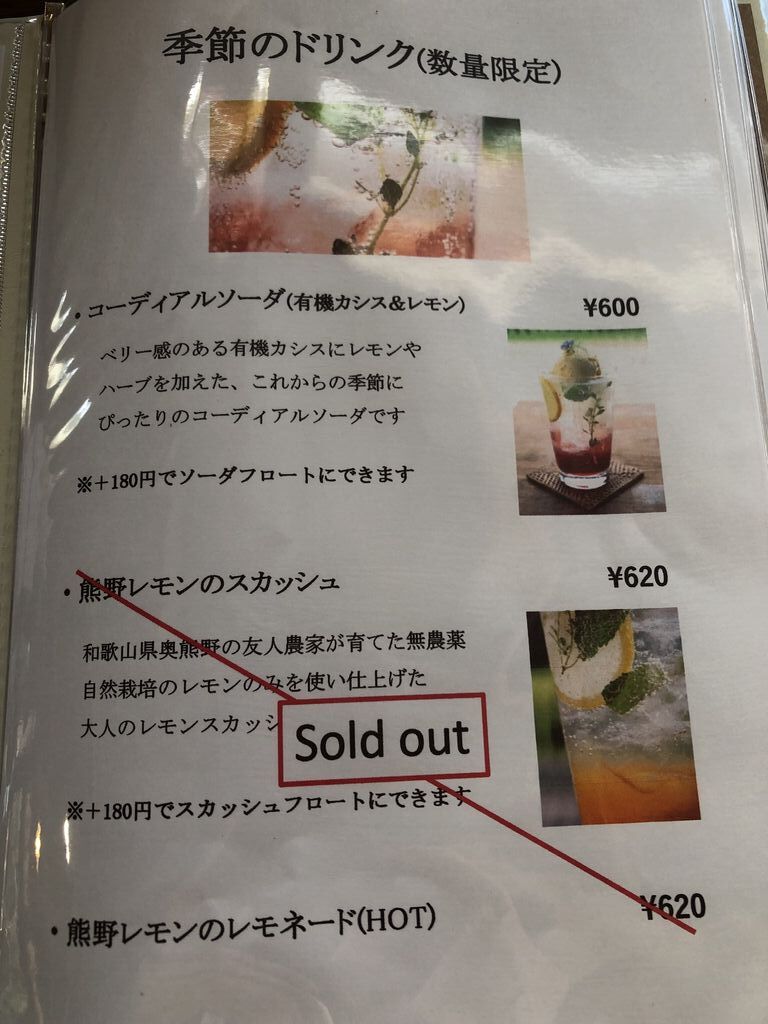 季節のドリンク(数量限定)
・コーディアルソーダ(有機カシス&レモン) ¥600
ベリー感のある有機カシスにレモンや
ハーブを加えた、これからの季節に
ぴったりのコーディアルソーダです
※＋180円でソーダフロートにできます
・熊野レモンのスカッシュ ¥620
和歌山県奥熊野の友人農家が育てた無農薬
自然栽培のレモンのみを使い仕上げた
大人のレモンスカッシ
Sold out
※＋180円でスカッシュフロートにできます
・熊野レモンのレモネード(HOT) ¥620